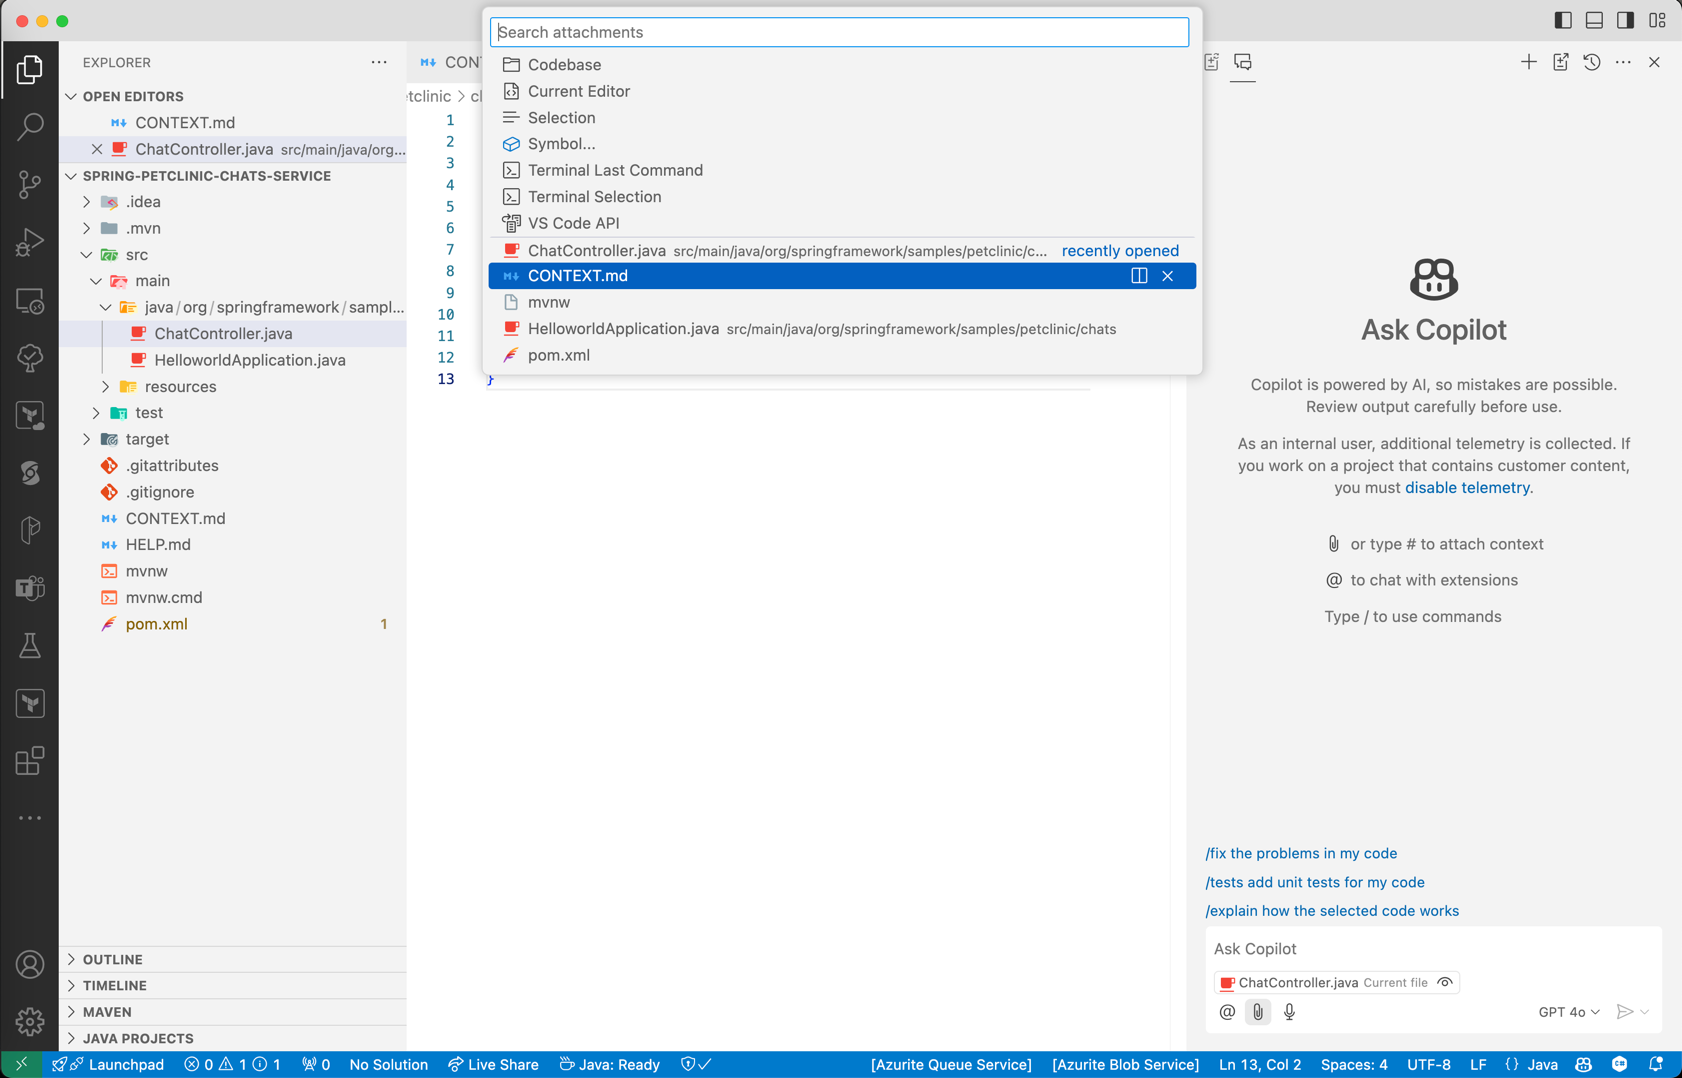 Search attachments
EXPLORER
CONT
OPEN EDITORS
CONTEXT.md
ChatController.java src/main/java/org...
SPRING-PETCLINIC-CHATS-SERVICE
.idea
.mvn
src
main
java / org / springframework / sampl...
ChatController.java
HelloworldApplication.java
resources
test
target
.gitattributes
.gitignore
CONTEXT.md
HELP.md
mvnw
mvnw.cmd
pom.xml 1
OUTLINE
TIMELINE
MAVEN
JAVA PROJECTS
etclinic > c
1
2
3
4
5
6
7
8
9
10
11
12
13 }
Codebase
Current Editor
Selection
Symbol...
Terminal Last Command
Terminal Selection
VS Code API
ChatController.java src/main/java/org/springframework/samples/petclinic/c... recently opened
CONTEXT.md
mvnw
HelloworldApplication.java src/main/java/org/springframework/samples/petclinic/chats
pom.xml
Ask Copilot
Copilot is powered by AI, so mistakes are possible.
Review output carefully before use.
As an internal user, additional telemetry is collected. If
you work on a project that contains customer content,
you must disable telemetry.
or type # to attach context
@ to chat with extensions
Type / to use commands
/fix the problems in my code
/tests add unit tests for my code
/explain how the selected code works
Ask Copilot
ChatController.java Current file
@ GPT 4o
Launchpad 0 1 1 0 No Solution Live Share Java: Ready [Azurite Queue Service] [Azurite Blob Service] Ln 13, Col 2 Spaces: 4 UTF-8 LF {} Java